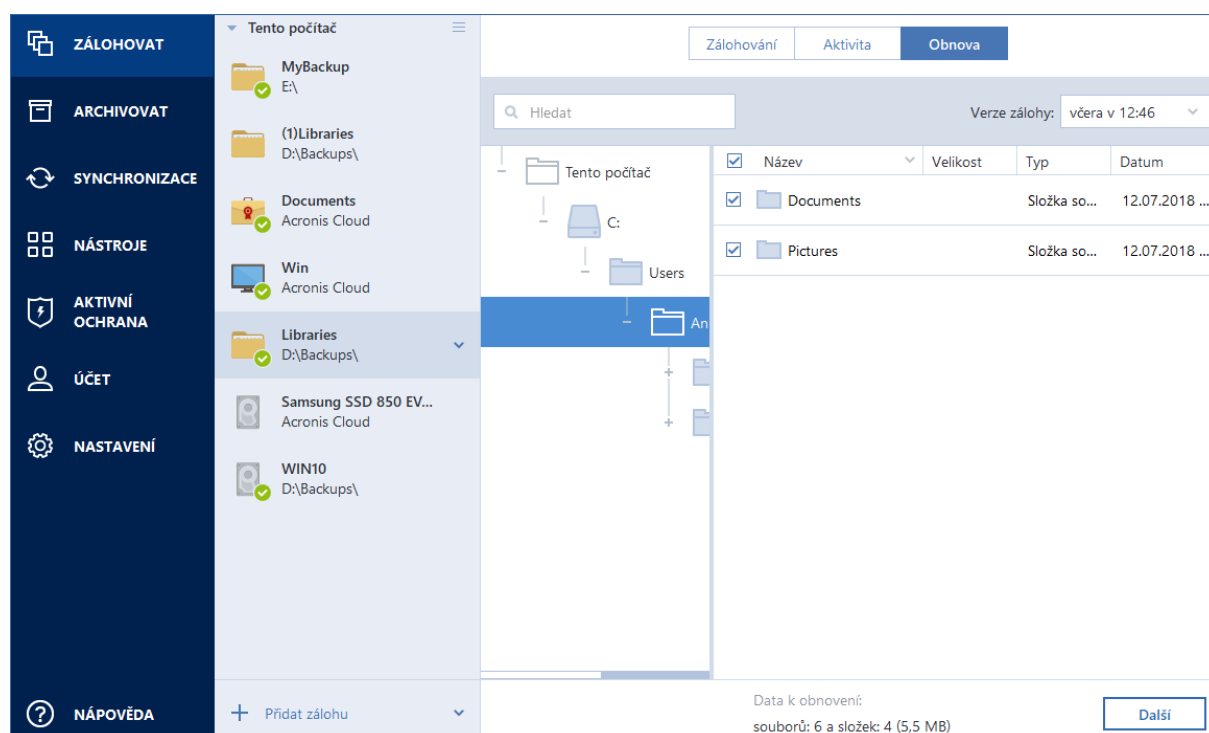 ZÁLOHOVAT
ARCHIVOVAT
SYNCHRONIZACE
NÁSTROJE
AKTIVNÍ
OCHRANA
ÚČET
NASTAVENÍ
NÁPOVĚDA
Tento počítač
MyBackup
E:\
(1)Libraries
D:\Backups\
Documents
Acronis Cloud
Win
Acronis Cloud
Libraries
D:\Backups\
Samsung SSD 850 EV...
Acronis Cloud
WIN10
D:\Backups\
Přidat zálohu
Zálohování Aktivita Obnova
Hledat
Verze zálohy: včera v 12:46
Tento počítač
C:
Users
An
Název Velikost Typ Datum
Documents Složka so... 12.07.2018 ...
Pictures Složka so... 12.07.2018 ...
Data k obnovení:
souborů: 6 a složek: 4 (5,5 MB)
Další